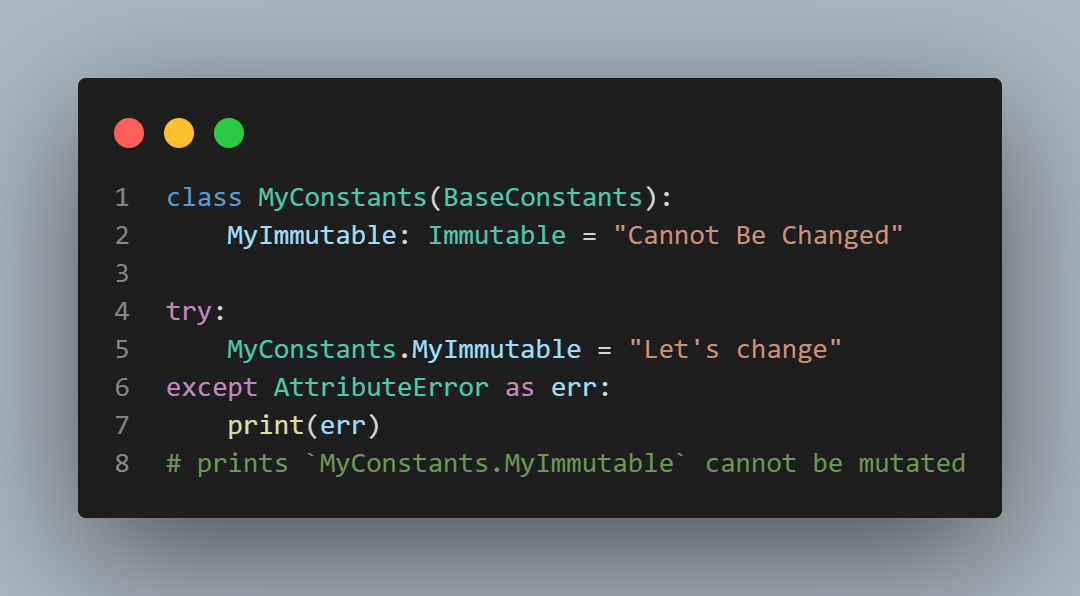 1 class MyConstants(BaseConstants):
2     MyImmutable: Immutable = "Cannot Be Changed"
3
4 try:
5     MyConstants.MyImmutable = "Let's change"
6 except AttributeError as err:
7     print(err)
8 # prints `MyConstants.MyImmutable` cannot be mutated